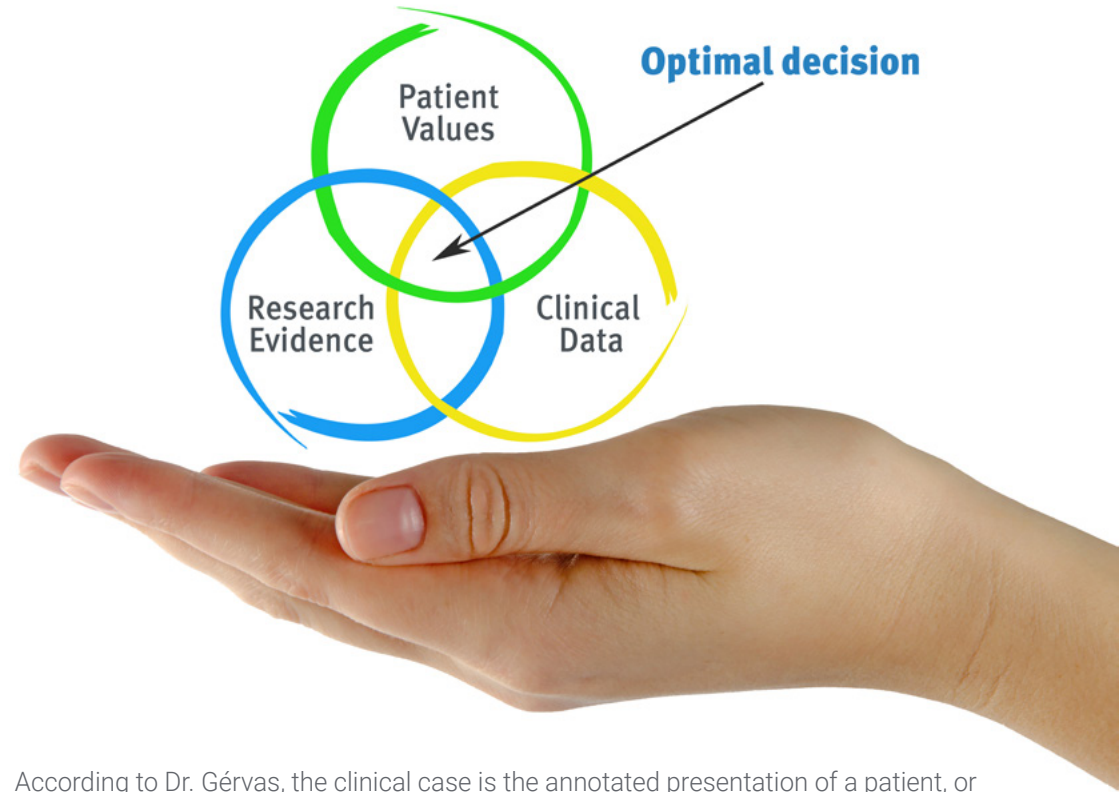 Optimal decision
Patient
Values
Research
Evidence
Clinical
Data
According to Dr. Gérvas, the clinical case is the annotated presentation of a patient, or